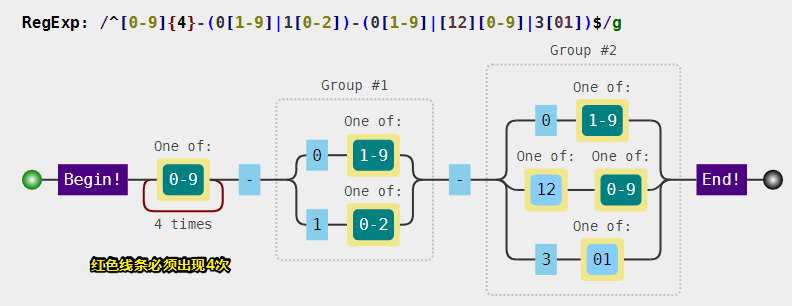 RegExp: /^[0-9]{4}-(0[1-9]|1[0-2])-(0[1-9]|[12][0-9]|3[01])$/g
Group #2
Group #1
One of:
One of:
0 1-9
One of:
0 1-9
One of: One of:
Begin! 0-9 - - 12 0-9 End!
One of:
4 times
1 0-2
One of:
3 01
红色线条必须出现4次